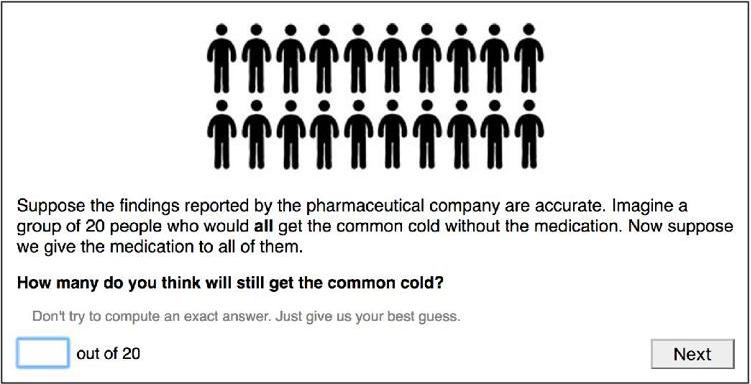 Suppose the findings reported by the pharmaceutical company are accurate. Imagine a
group of 20 people who would all get the common cold without the medication. Now suppose
we give the medication to all of them.
How many do you think will still get the common cold?
Don't try to compute an exact answer. Just give us your best guess.
out of 20
Next